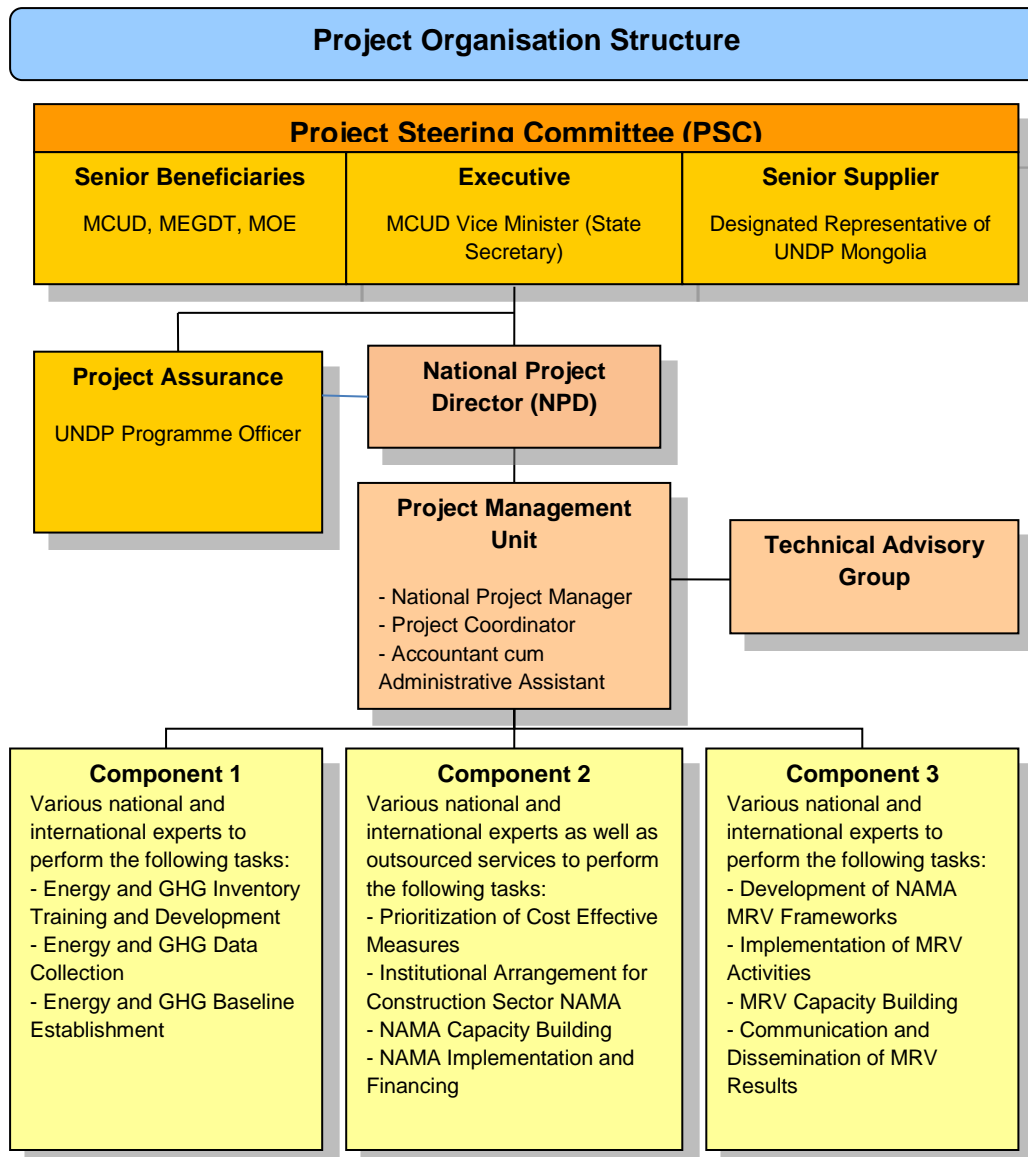 Project Organisation Structure
Project Steering Committee (PSC)
Senior Beneficiaries
MCUD, MEGDT, MOE
Executive
MCUD Vice Minister (State
Secretary)
Senior Supplier
Designated Representative of
UNDP Mongolia
Project Assurance
UNDP Programme Officer
National Project
Director (NPD)
Project Management
Unit
- National Project Manager
- Project Coordinator
- Accountant cum
Administrative Assistant
Technical Advisory
Group
Component 1
Various national and
international experts to
perform the following tasks:
- Energy and GHG Inventory
Training and Development
- Energy and GHG Data
Collection
- Energy and GHG Baseline
Establishment
Component 2
Various national and
international experts as well as
outsourced services to perform
the following tasks:
- Prioritization of Cost Effective
Measures
- Institutional Arrangement for
Construction Sector NAMA
- NAMA Capacity Building
- NAMA Implementation and
Financing
Component 3
Various national and
international experts to
perform the following tasks:
- Development of NAMA
MRV Frameworks
- Implementation of MRV
Activities
- MRV Capacity Building
- Communication and
Dissemination of MRV
Results